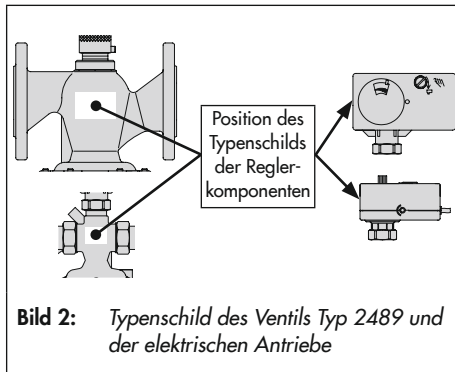 Position des
Typenschilds
der Regler-
komponenten
Bild 2: Typenschild des Ventils Typ 2489 und
der elektrischen Antriebe